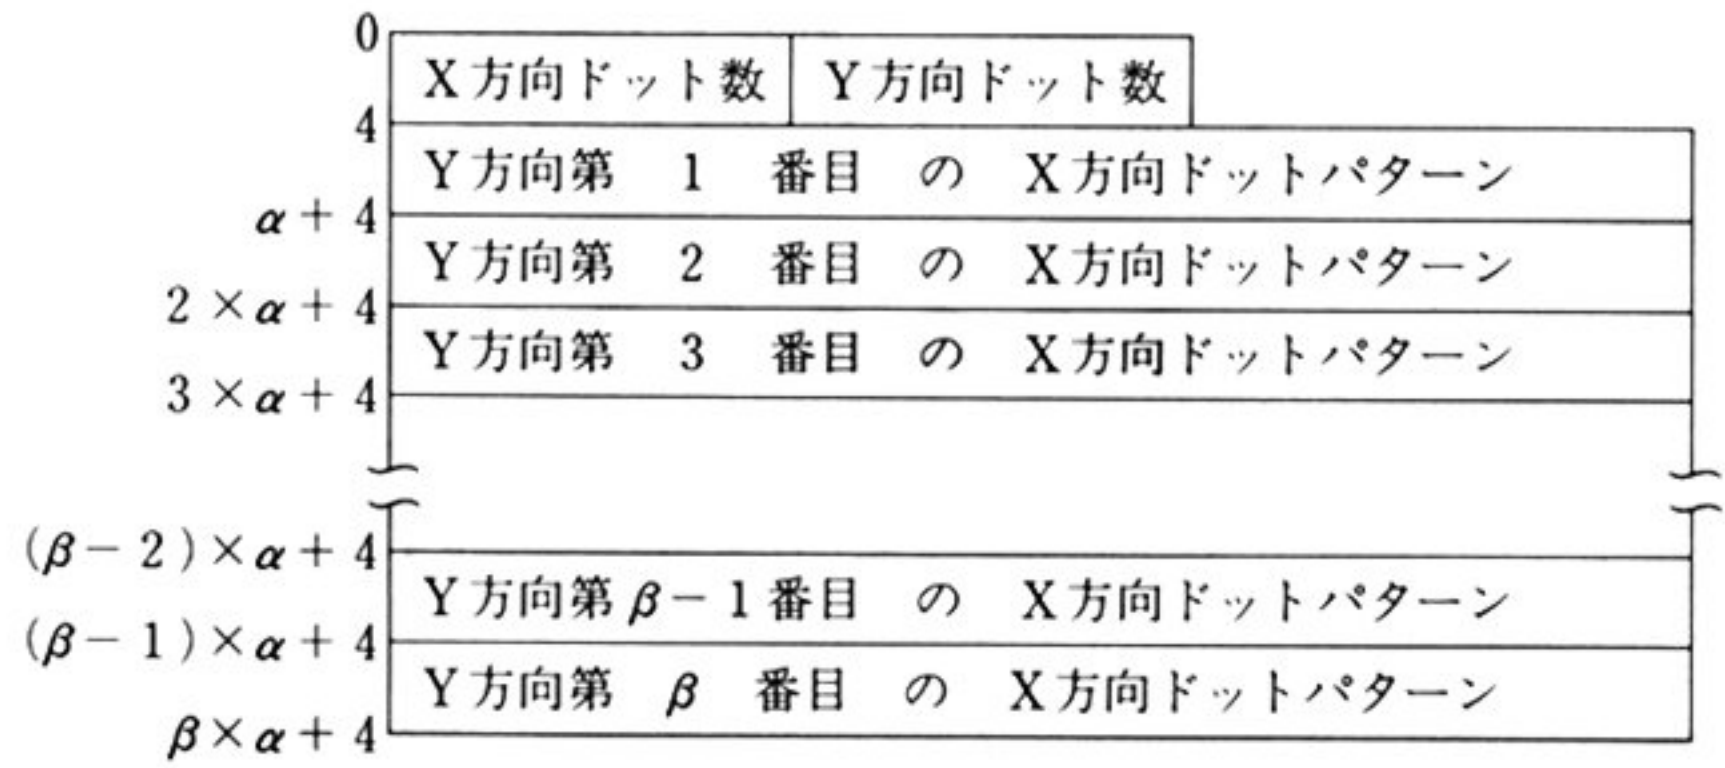 0
X方向ドット数 Y方向ドット数
4
Y方向第 1 番目 の X方向ドットパターン
α+4
Y方向第 2 番目 の X方向ドットパターン
2×α+4
Y方向第 3 番目 の X方向ドットパターン
3×α+4
(β-2)×α+4
Y方向第β-1番目 の X方向ドットパターン
(β-1)×α+4
Y方向第 β 番目 の X方向ドットパターン
β×α+4